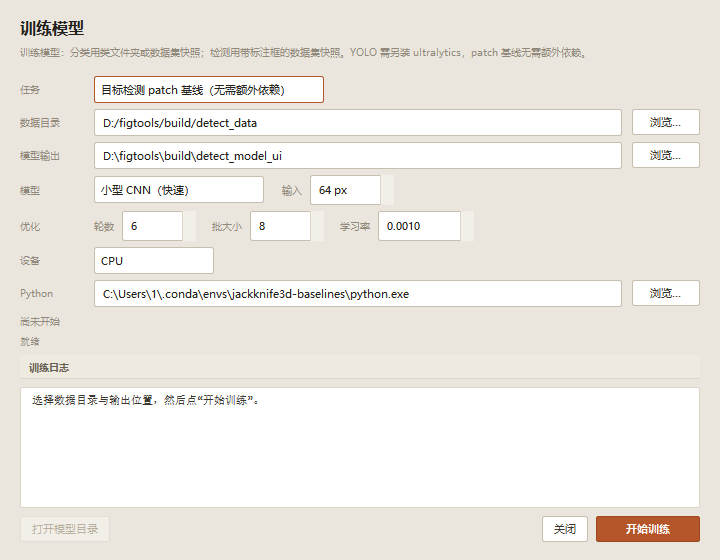 训练模型
训练模型：分类用类文件夹或数据集快照；检测用带标注框的数据集快照。YOLO 需另装 ultralytics，patch 基线无需额外依赖。
任务 目标检测 patch 基线（无需额外依赖）
数据目录 D:/figtools/build/detect_data 浏览...
模型输出 D:\figtools\build\detect_model_ui 浏览...
模型 小型 CNN（快速） 输入 64 px
优化 轮数 6 批大小 8 学习率 0.0010
设备 CPU
Python C:\Users\1\.conda\envs\jackknife3d-baselines\python.exe 浏览...
尚未开始
就绪
训练日志
选择数据目录与输出位置，然后点“开始训练”。
打开模型目录 关闭 开始训练